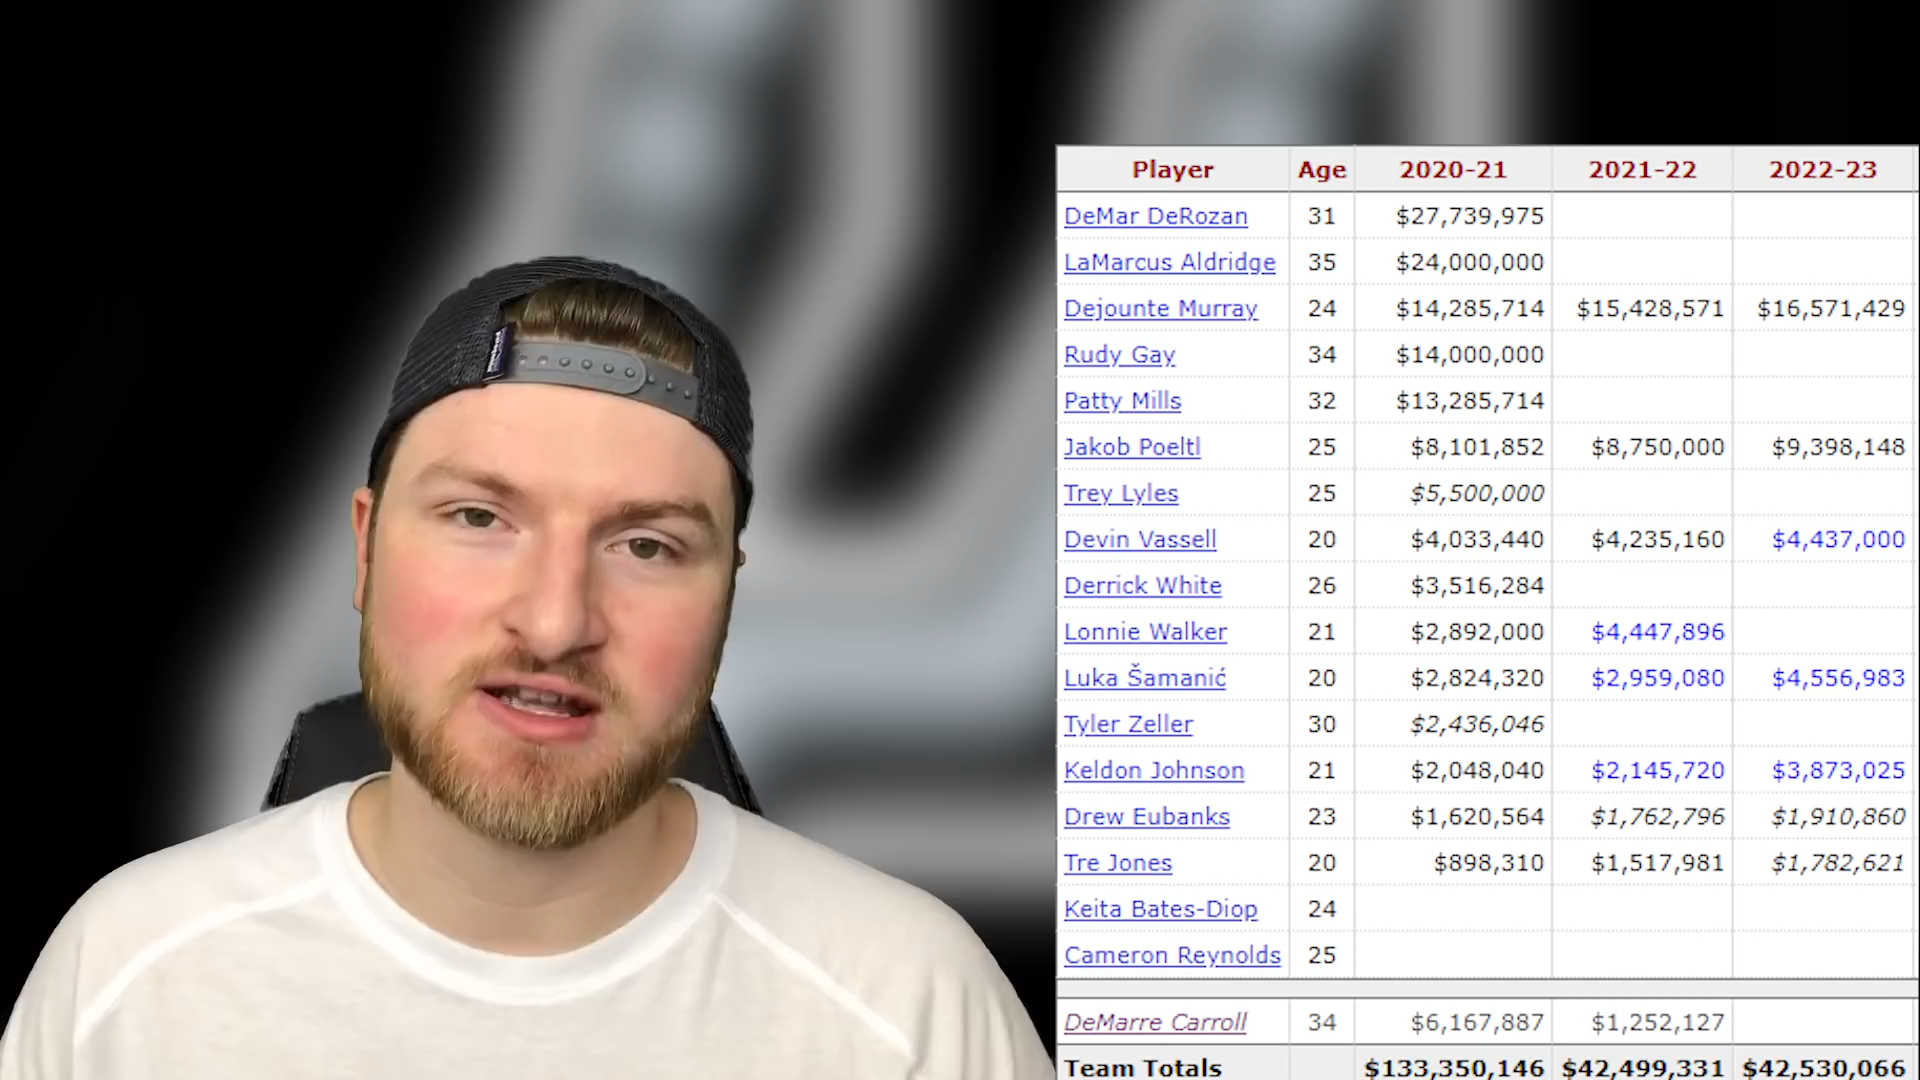 Player Age 2020-21 2021-22 2022-23
DeMar DeRozan 31 $27,739,975
LaMarcus Aldridge 35 $24,000,000
Dejounte Murray 24 $14,285,714 $15,428,571 $16,571,429
Rudy Gay 34 $14,000,000
Patty Mills 32 $13,285,714
Jakob Poeltl 25 $8,101,852 $8,750,000 $9,398,148
Trey Lyles 25 $5,500,000
Devin Vassell 20 $4,033,440 $4,235,160 $4,437,000
Derrick White 26 $3,516,284
Lonnie Walker 21 $2,892,000 $4,447,896
Luka Šamanić 20 $2,824,320 $2,959,080 $4,556,983
Tyler Zeller 30 $2,436,046
Keldon Johnson 21 $2,048,040 $2,145,720 $3,873,025
Drew Eubanks 23 $1,620,564 $1,762,796 $1,910,860
Tre Jones 20 $898,310 $1,517,981 $1,782,621
Keita Bates-Diop 24
Cameron Reynolds 25
DeMarre Carroll 34 $6,167,887 $1,252,127
Team Totals $133,350,146 $42,499,331 $42,530,066